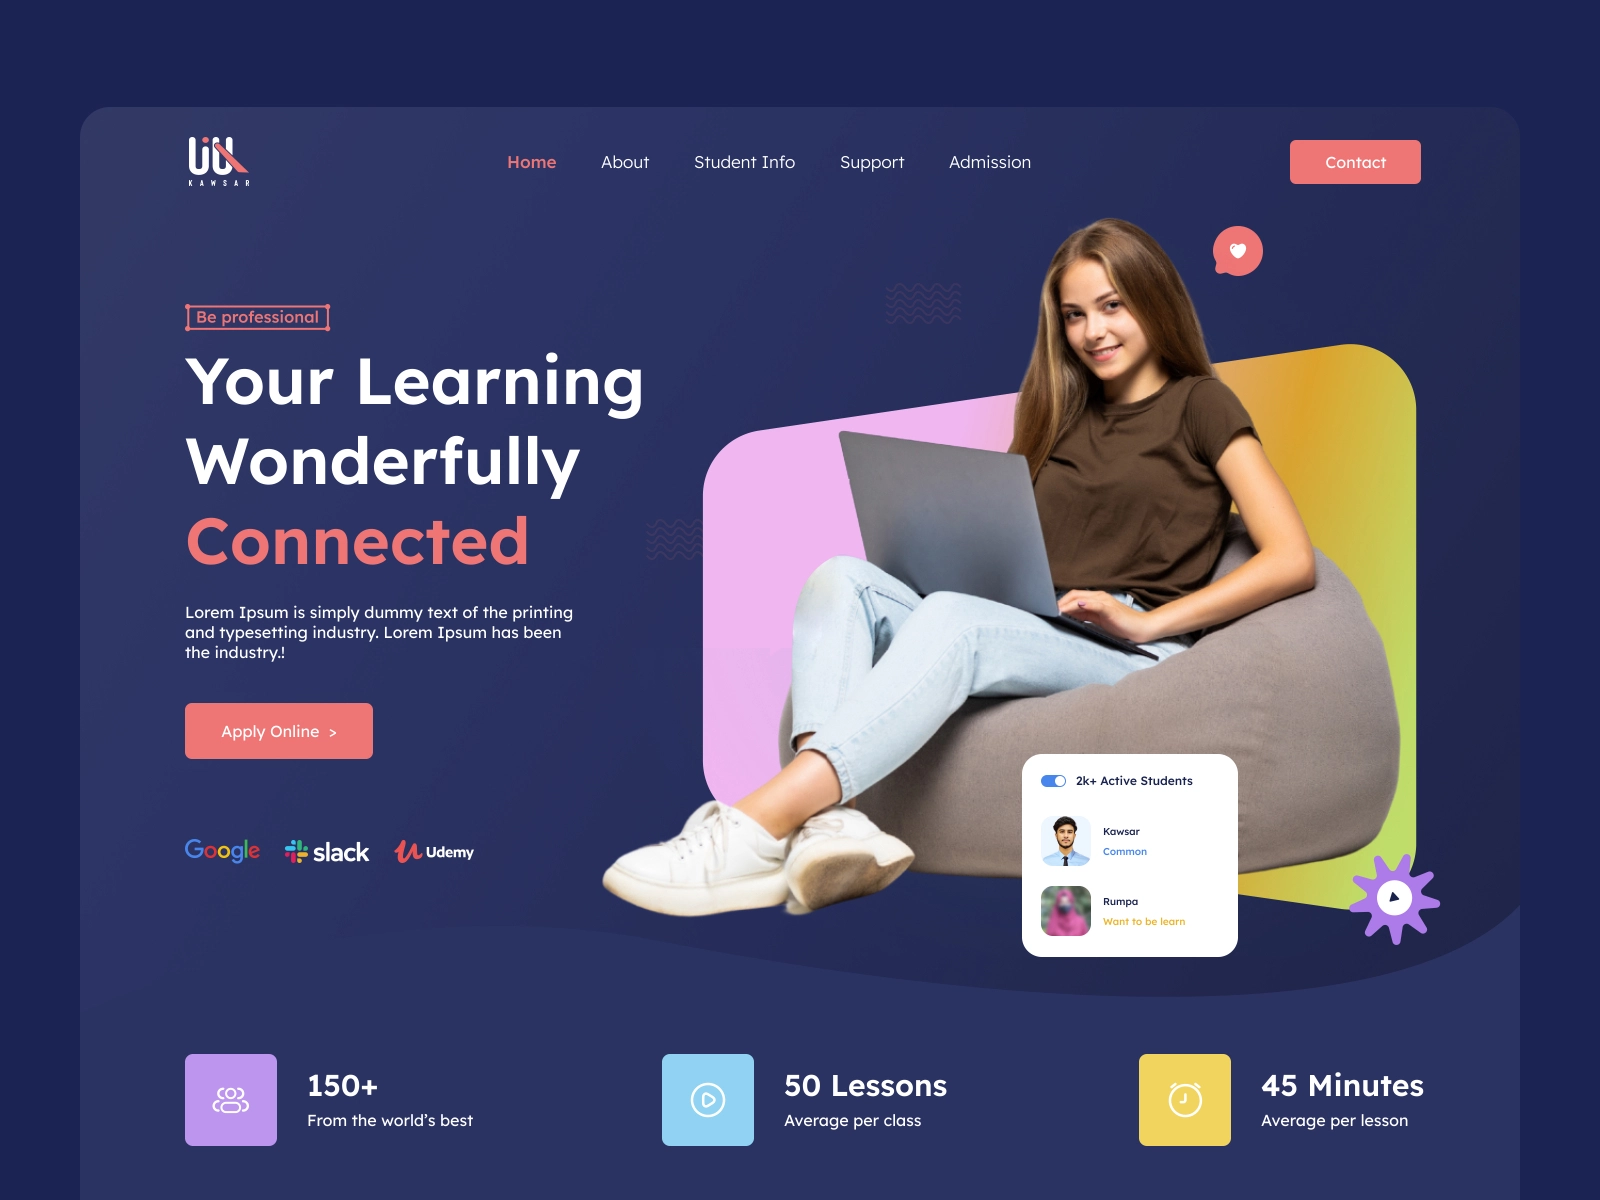 KAWSAR
Home
About
Student Info
Support
Admission
Contact
Be professional
Your Learning
Wonderfully
Connected
Lorem Ipsum is simply dummy text of the printing
and typesetting industry. Lorem Ipsum has been
the industry.!
Apply Online >
Google
slack
Udemy
2k+ Active Students
Kawsar
Common
Rumpa
Want to be learn
150+
From the world’s best
50 Lessons
Average per class
45 Minutes
Average per lesson